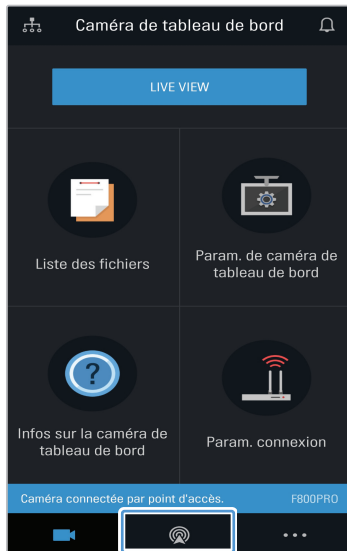 Caméra de tableau de bord
LIVE VIEW
Liste des fichiers
Param. de caméra de
tableau de bord
?
Infos sur la caméra de
tableau de bord
Param. connexion
Caméra connectée par point d'accès. F800PRO